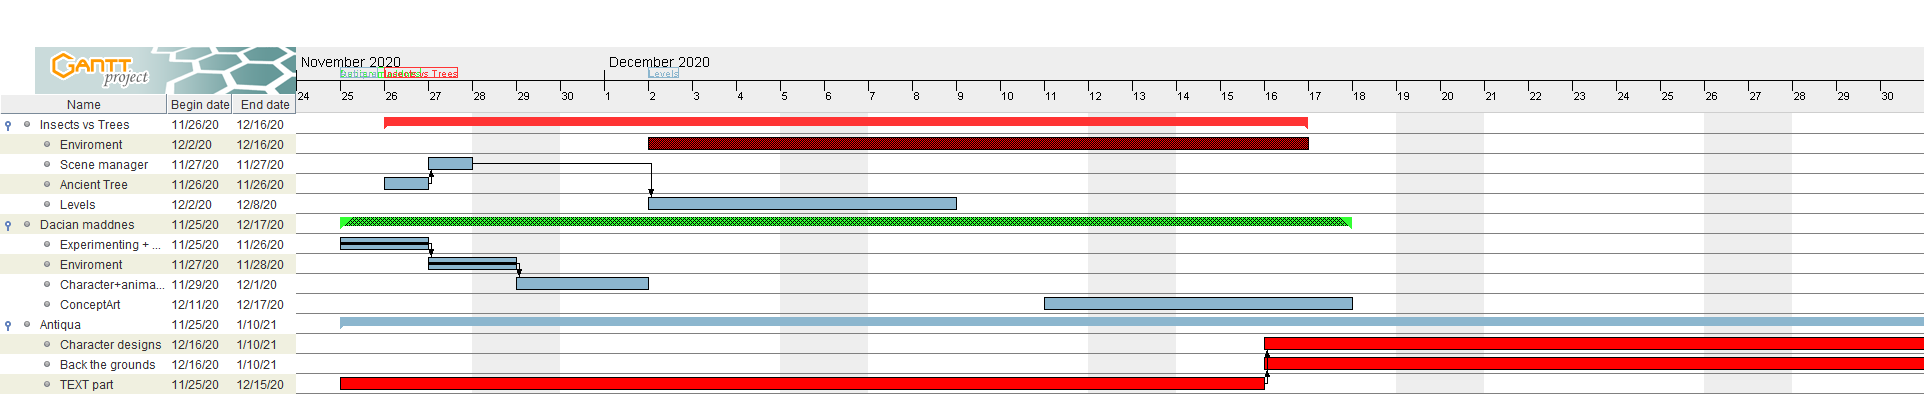 GANTT
project
November 2020
December 2020
Insects vs Trees
Levels
24 25 26 27 28 29 30 1 2 3 4 5 6 7 8 9 10 11 12 13 14 15 16 17 18 19 20 21 22 23 24 25 26 27 28 29 30
Name Begin date End date
Insects vs Trees 11/26/20 12/16/20
Enviroment 12/2/20 12/16/20
Scene manager 11/27/20 11/27/20
Ancient Tree 11/26/20 11/26/20
Levels 12/2/20 12/8/20
Dacian maddnes 11/25/20 12/17/20
Experimenting + ... 11/25/20 11/26/20
Enviroment 11/27/20 11/28/20
Character+anima... 11/29/20 12/1/20
ConceptArt 12/11/20 12/17/20
Antiqua 11/25/20 1/10/21
Character designs 12/16/20 1/10/21
Back the grounds 12/16/20 1/10/21
TEXT part 11/25/20 12/15/20